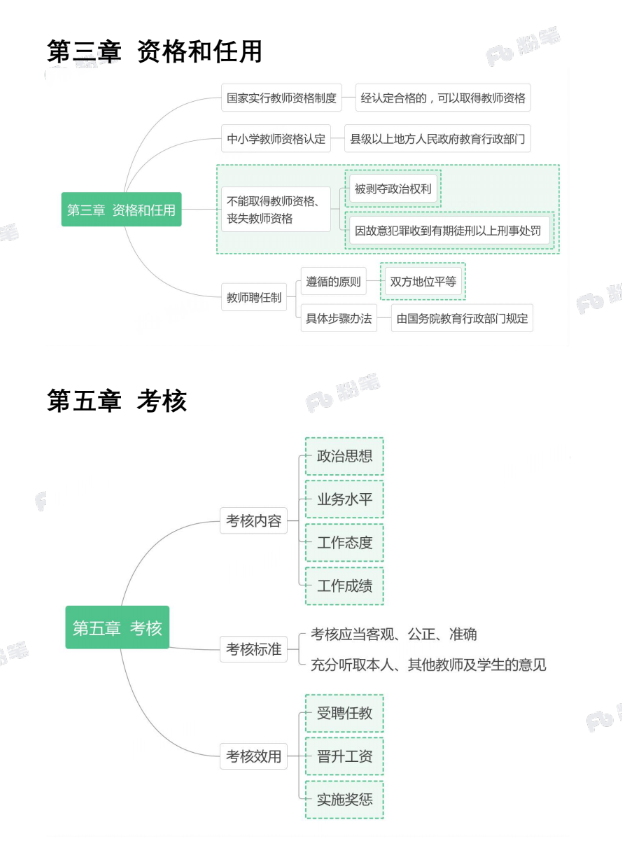 第三章 资格和任用
国家实行教师资格制度
经认定合格的，可以取得教师资格
中小学教师资格认定
县级以上地方人民政府教育行政部门
第三章 资格和任用
不能取得教师资格、
丧失教师资格
被剥夺政治权利
因故意犯罪收到有期徒刑以上刑事处罚
教师聘任制
遵循的原则
双方地位平等
具体步骤办法
由国务院教育行政部门规定
第五章 考核
粉笔
粉笔
第五章 考核
考核内容
政治思想
业务水平
工作态度
工作成绩
考核标准
考核应当客观、公正、准确
充分听取本人、其他教师及学生的意见
考核效用
受聘任教
晋升工资
实施奖惩